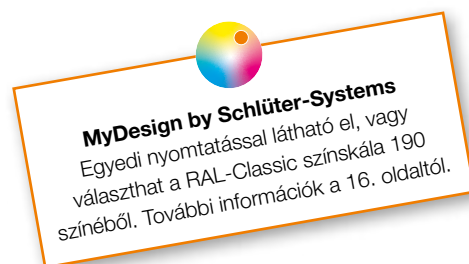 MyDesign by Schlüter-Systems
Egyedi nyomtatással látható el, vagy
választhat a RAL-Classic színskála 190
színéből. További információk a 16. oldaltól.